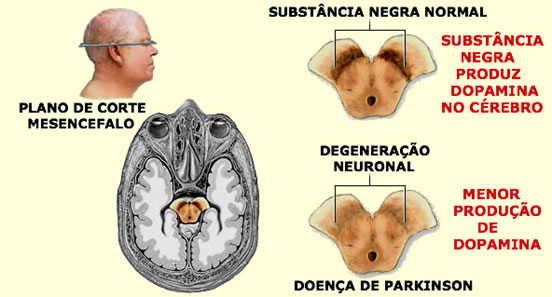 PLANO DE CORTE
MESENCEFALO
SUBSTÂNCIA NEGRA NORMAL
SUBSTÂNCIA
NEGRA
PRODUZ
DOPAMINA
NO CÉREBRO
DEGENERAÇÃO
NEURONAL
MENOR
PRODUÇÃO
DE
DOPAMINA
DOENÇA DE PARKINSON